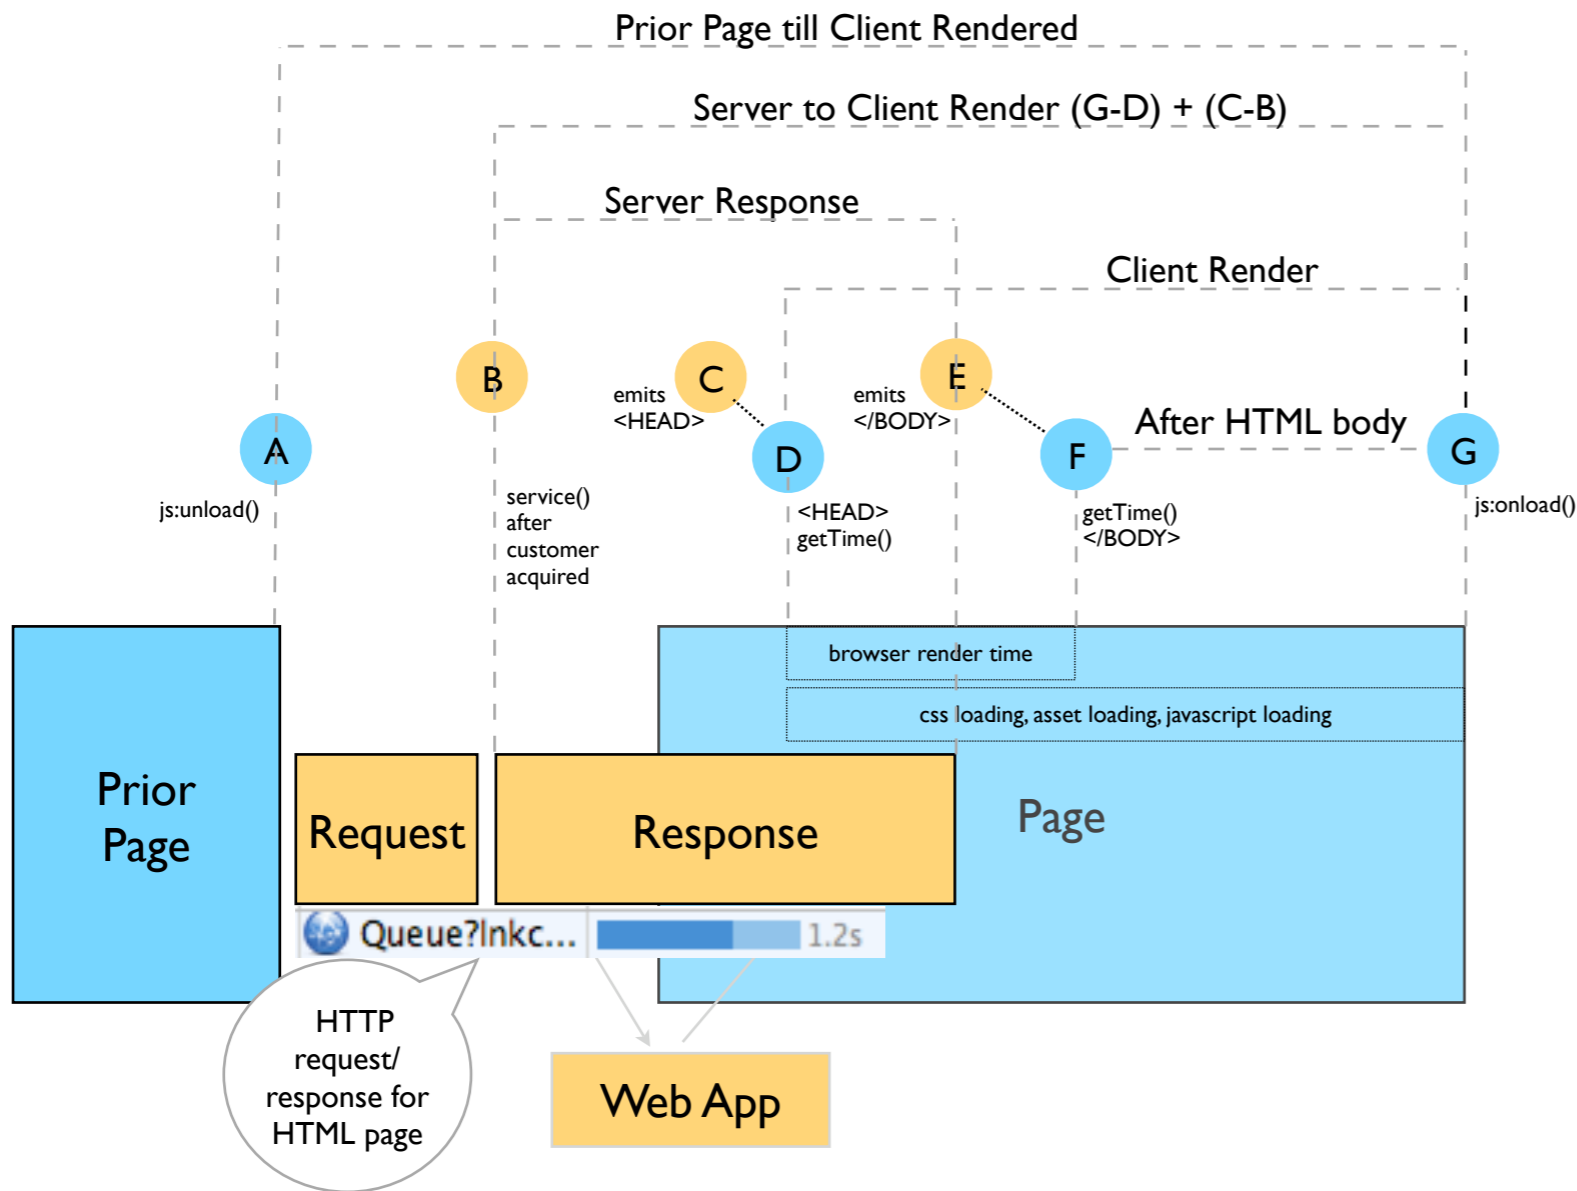 Prior Page till Client Rendered
Server to Client Render (G-D) + (C-B)
Server Response
Client Render
A
js:unload()
B
service()
after
customer
acquired
C
emits
<HEAD>
D
<HEAD>
getTime()
E
emits
</BODY>
F
getTime()
</BODY>
After HTML body
G
js:onload()
browser render time
css loading, asset loading, javascript loading
Prior
Page
Request
Response
Page
Queue?lnkc...
1.2s
HTTP
request/
response for
HTML page
Web App